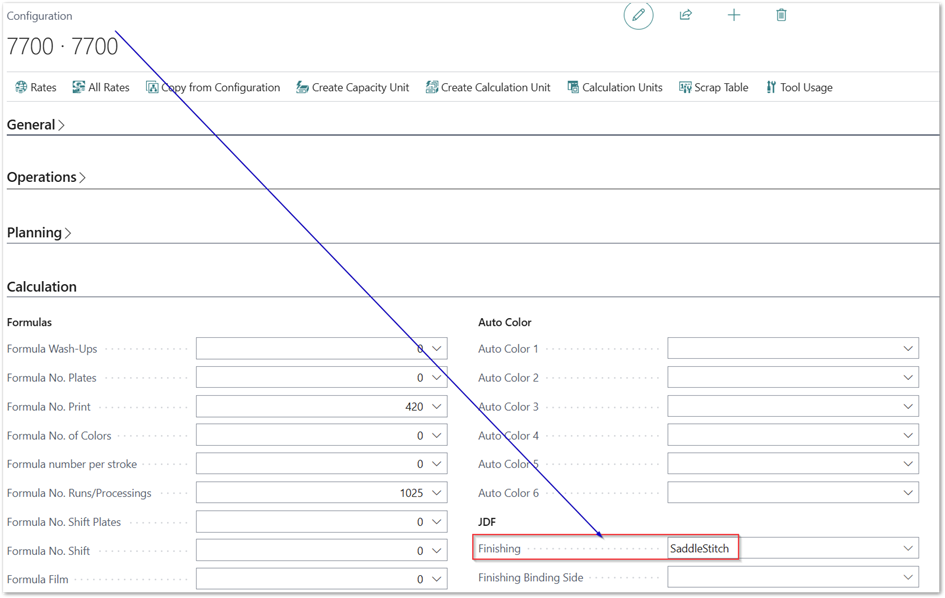 Configuration
7700 · 7700
Rates All Rates Copy from Configuration Create Capacity Unit Create Calculation Unit Calculation Units Scrap Table Tool Usage
General
Operations
Planning
Calculation
Formulas
Formula Wash-Ups 0
Formula No. Plates 0
Formula No. Print 420
Formula No. of Colors 0
Formula number per stroke 0
Formula No. Runs/Processings 1025
Formula No. Shift Plates 0
Formula No. Shift 0
Formula Film 0
Auto Color
Auto Color 1
Auto Color 2
Auto Color 3
Auto Color 4
Auto Color 5
Auto Color 6
JDF
Finishing SaddleStitch
Finishing Binding Side